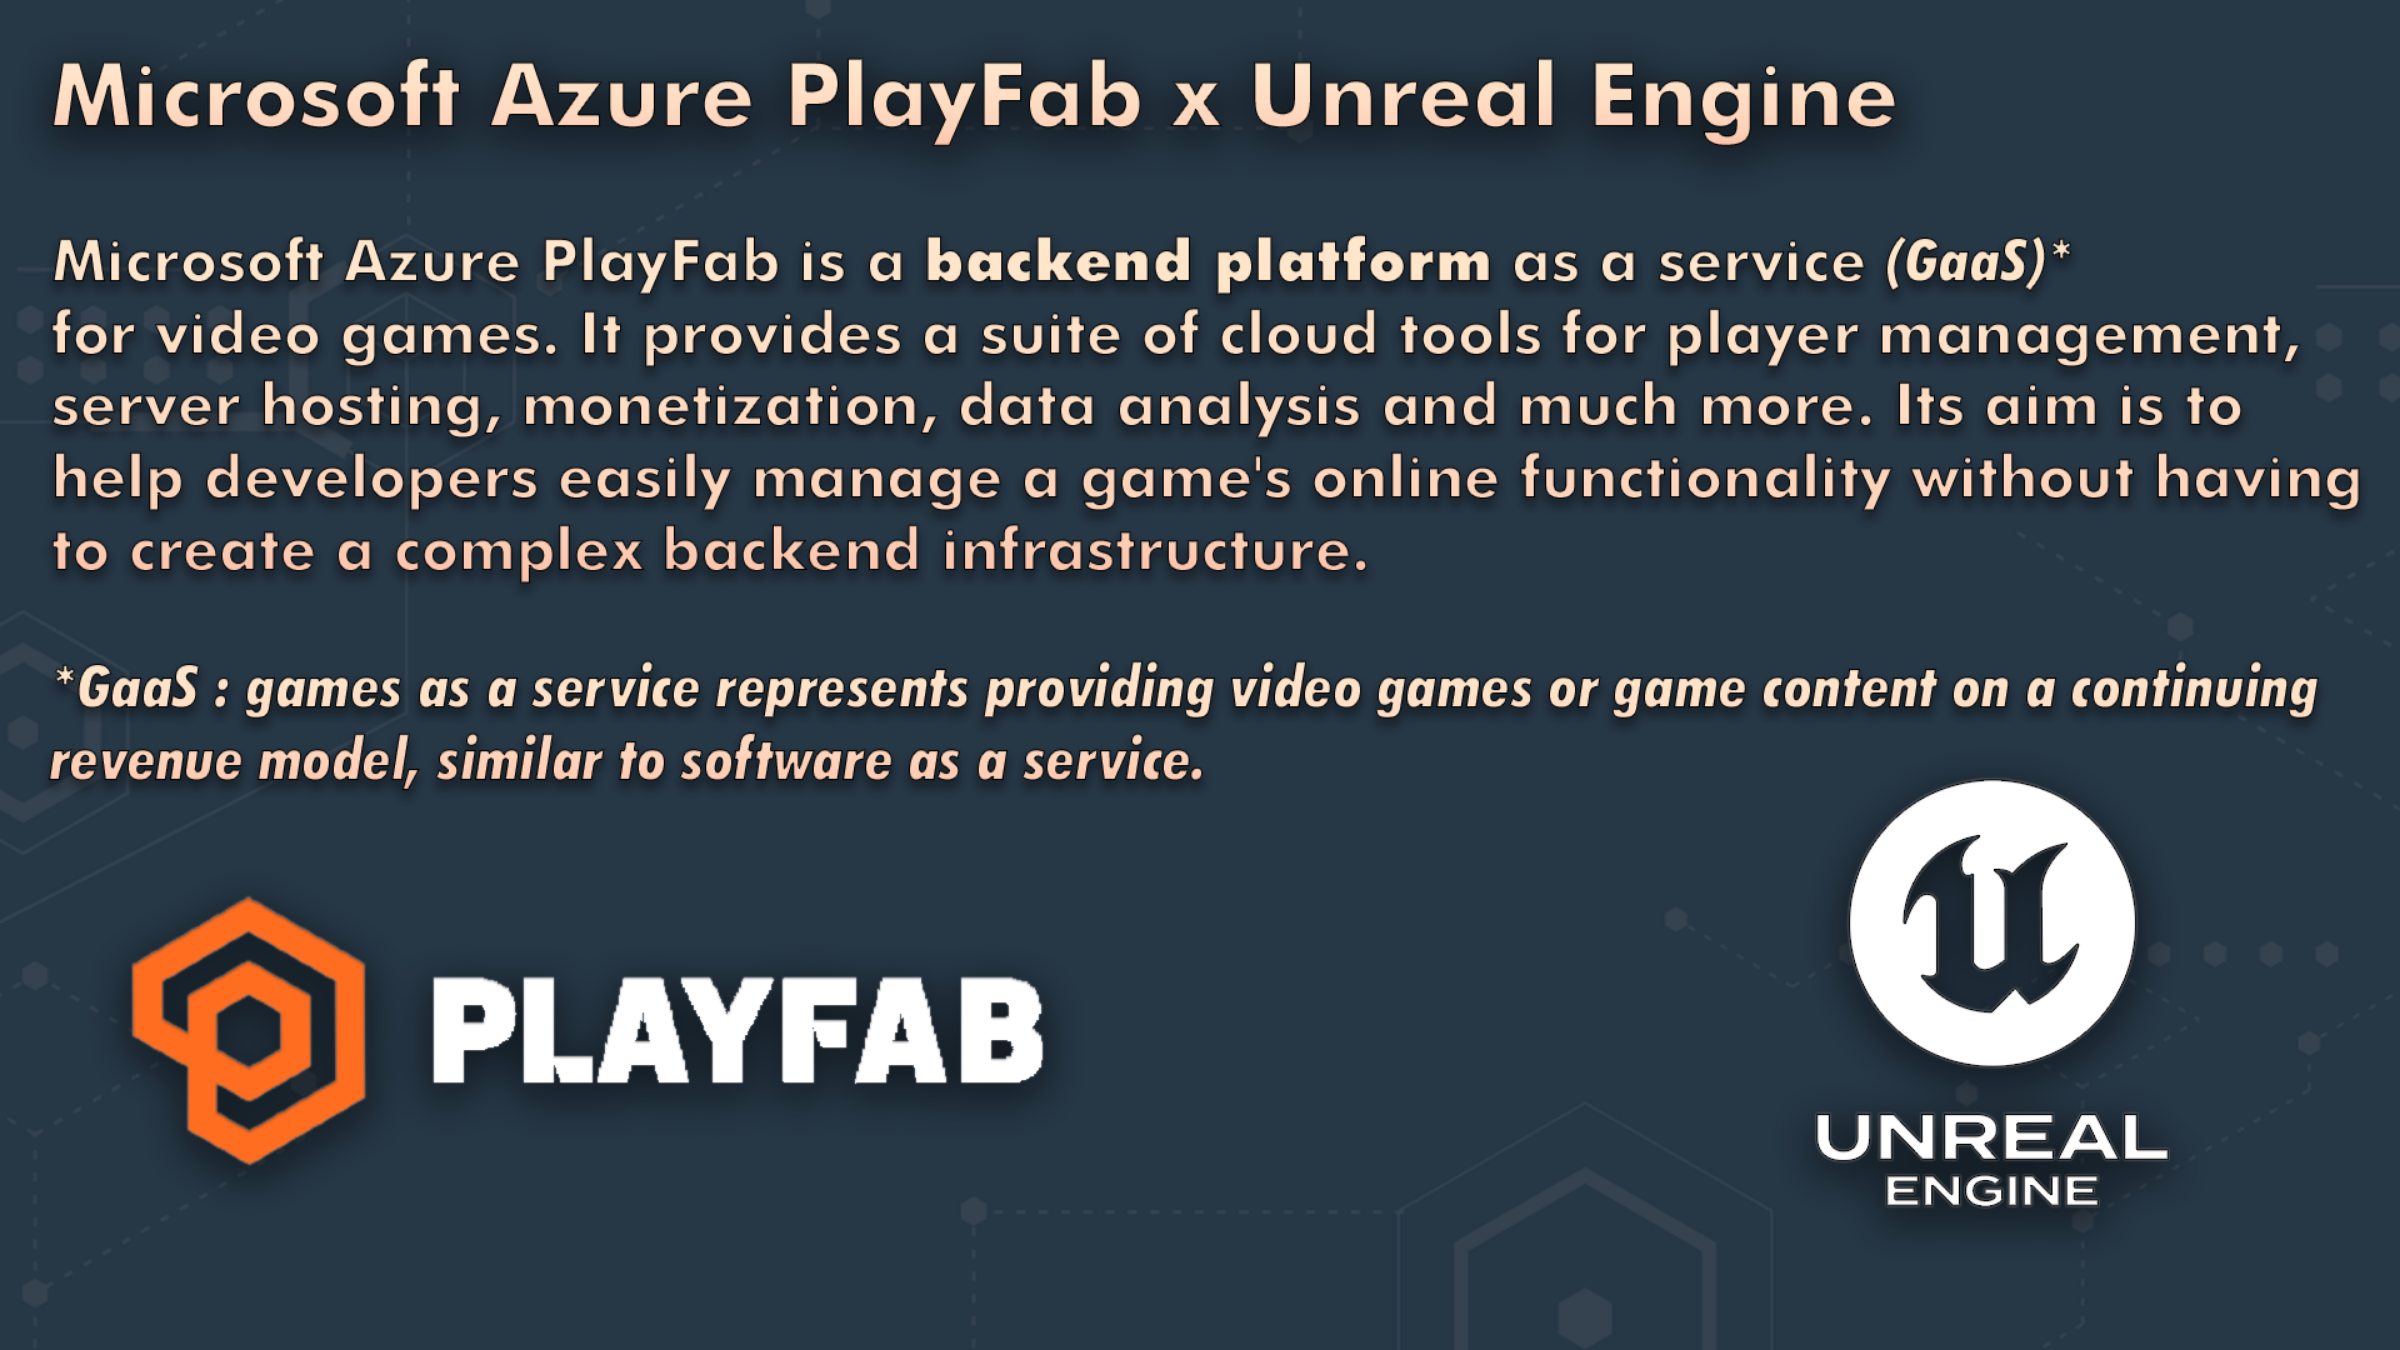 Microsoft Azure PlayFab x Unreal Engine
Microsoft Azure PlayFab is a backend platform as a service (GaaS)*
for video games. It provides a suite of cloud tools for player management,
server hosting, monetization, data analysis and much more. Its aim is to
help developers easily manage a game's online functionality without having
to create a complex backend infrastructure.
*GaaS : games as a service represents providing video games or game content on a continuing
revenue model, similar to software as a service.
PLAYFAB
UNREAL
ENGINE